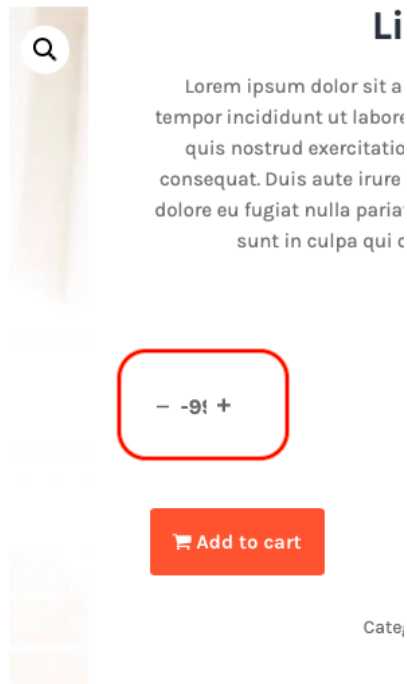 Li
Lorem ipsum dolor sit a
tempor incididunt ut labore
quis nostrud exercitatio
consequat. Duis aute irure
dolore eu fugiat nulla paria
sunt in culpa qui
− -9 +
Add to cart
Cate